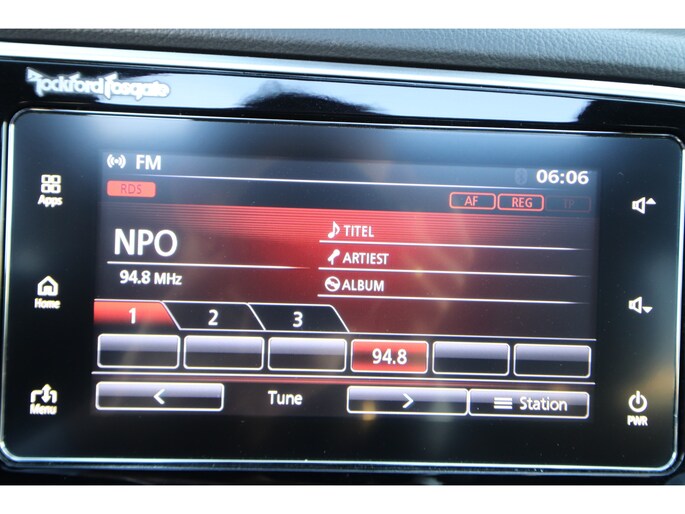 Rockford Fosgate
FM
06:06
RDS
AF REG TP
Apps
NPO
94.8 MHz
TITEL
ARTIEST
ALBUM
Home
1 2 3
94.8
Menu
< Tune > Station
PWR